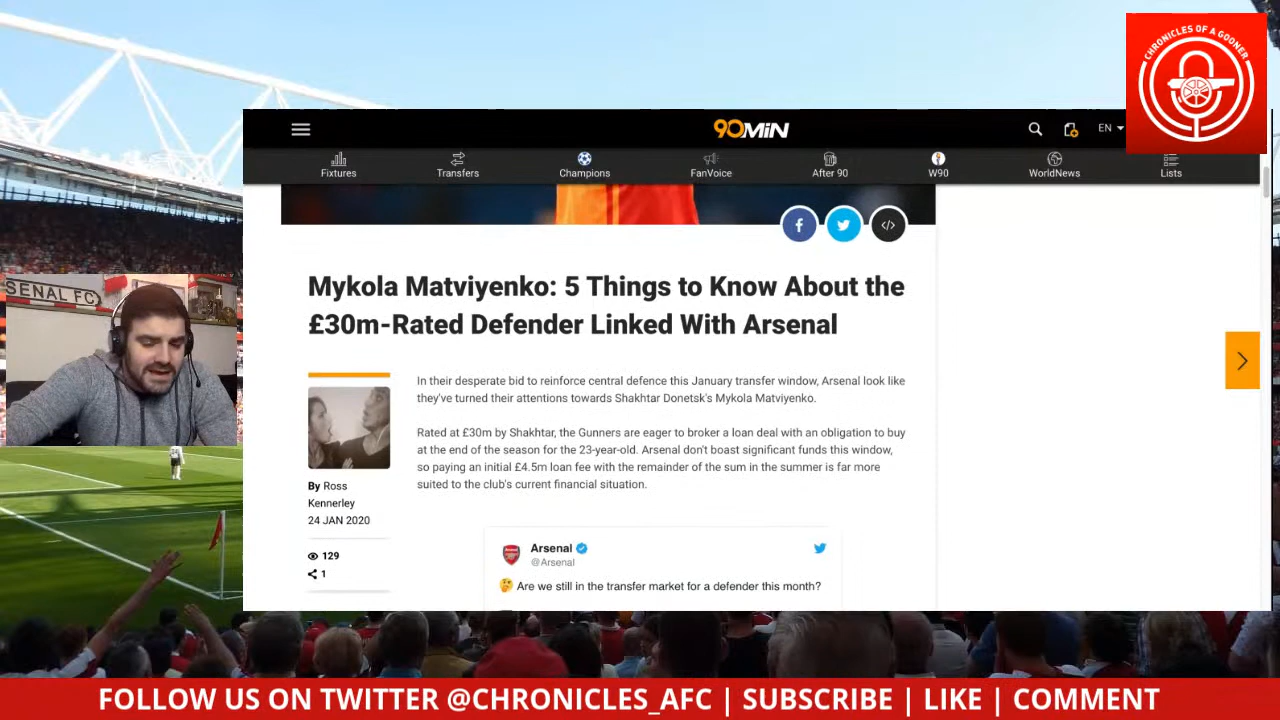 CHRONICLES OF A GOONER
90MiN
EN
Fixtures
Transfers
Champions
FanVoice
After 90
W90
WorldNews
Lists
SENAL FC
Mykola Matviyenko: 5 Things to Know About the
£30m-Rated Defender Linked With Arsenal
In their desperate bid to reinforce central defence this January transfer window, Arsenal look like
they've turned their attentions towards Shakhtar Donetsk's Mykola Matviyenko.
Rated at £30m by Shakhtar, the Gunners are eager to broker a loan deal with an obligation to buy
at the end of the season for the 23-year-old. Arsenal don't boast significant funds this window,
so paying an initial £4.5m loan fee with the remainder of the sum in the summer is far more
suited to the club's current financial situation.
By Ross
Kennerley
24 JAN 2020
129
1
Arsenal
@Arsenal
🤔 Are we still in the transfer market for a defender this month?
FOLLOW US ON TWITTER @CHRONICLES_AFC | SUBSCRIBE | LIKE | COMMENT